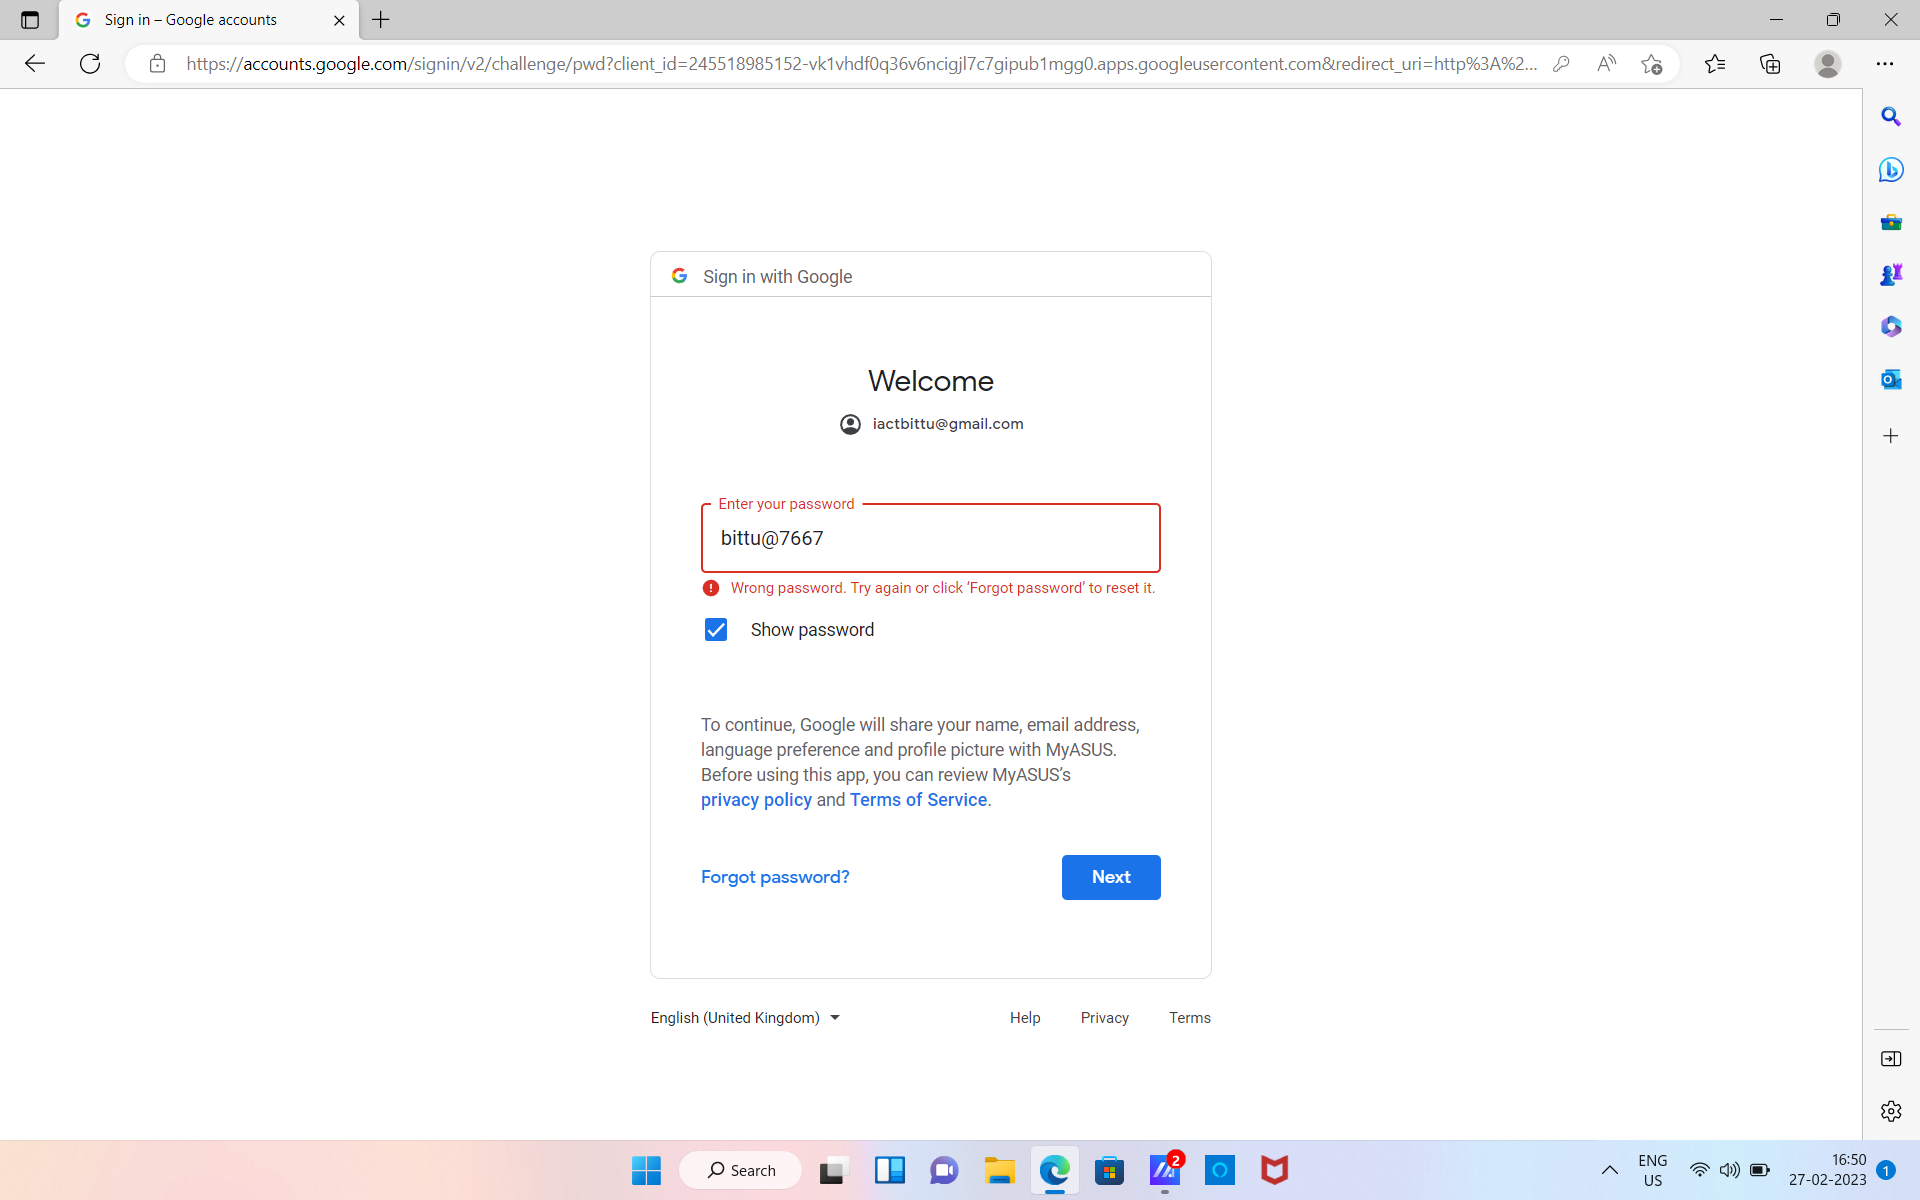 Sign in – Google accounts
https://accounts.google.com/signin/v2/challenge/pwd?client_id=245518985152-vk1vhdf0q36v6ncigjl7c7gipub1mgg0.apps.googleusercontent.com&redirect_uri=http%3A%2...
Sign in with Google
Welcome
iactbittu@gmail.com
Enter your password
bittu@7667
Wrong password. Try again or click ‘Forgot password’ to reset it.
Show password
To continue, Google will share your name, email address,
language preference and profile picture with MyASUS.
Before using this app, you can review MyASUS’s
privacy policy and Terms of Service.
Forgot password?
Next
English (United Kingdom)
Help
Privacy
Terms
Search
2
ENG
US
16:50
27-02-2023
1